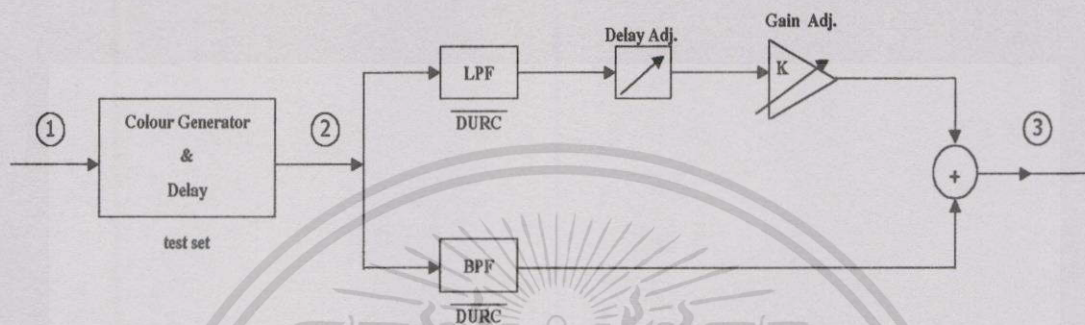 Gain Adj.
Delay Adj.
LPF
K
DURC
1
Colour Generator
&
Delay
2
3
+
test set
BPF
DURC